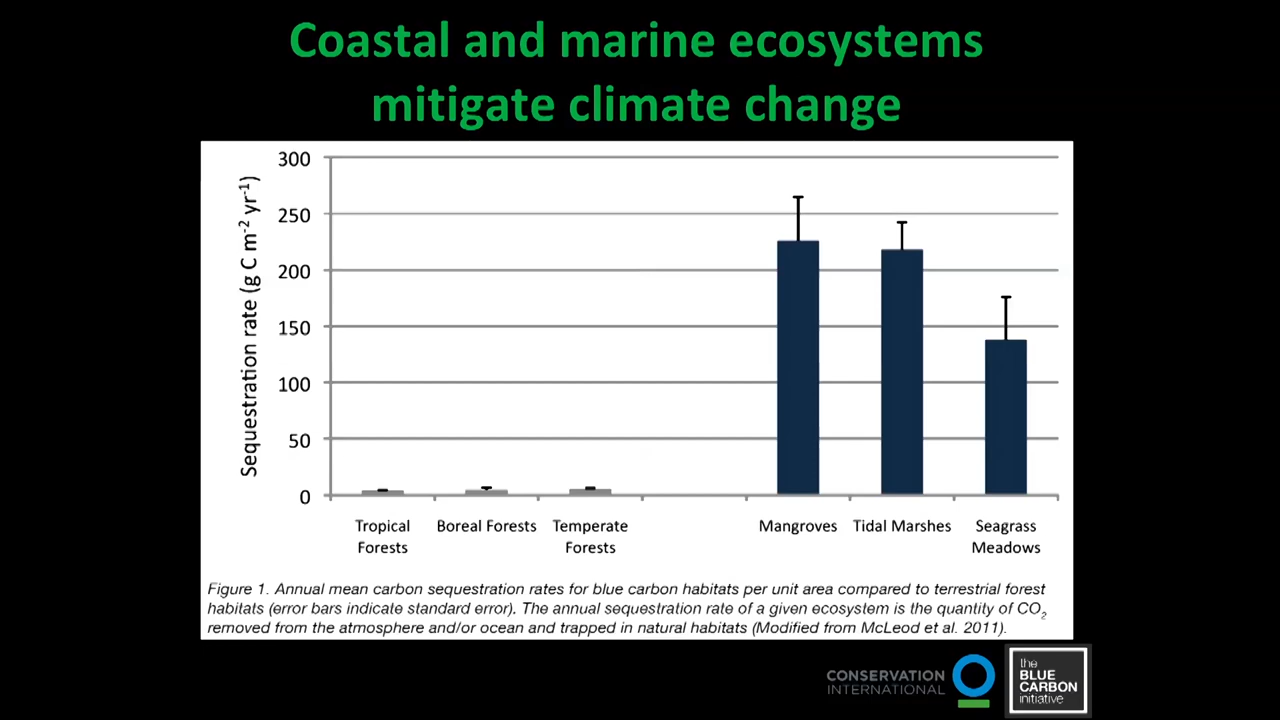 Coastal and marine ecosystems
mitigate climate change
Sequestration rate (g C m-2 yr-1)
300
250
200
150
100
50
0
Tropical Forests
Boreal Forests
Temperate Forests
Mangroves
Tidal Marshes
Seagrass Meadows
Figure 1. Annual mean carbon sequestration rates for blue carbon habitats per unit area compared to terrestrial forest
habitats (error bars indicate standard error). The annual sequestration rate of a given ecosystem is the quantity of CO2
removed from the atmosphere and/or ocean and trapped in natural habitats (Modified from McLeod et al. 2011).
CONSERVATION
INTERNATIONAL
the
BLUE
CARBON
initiative